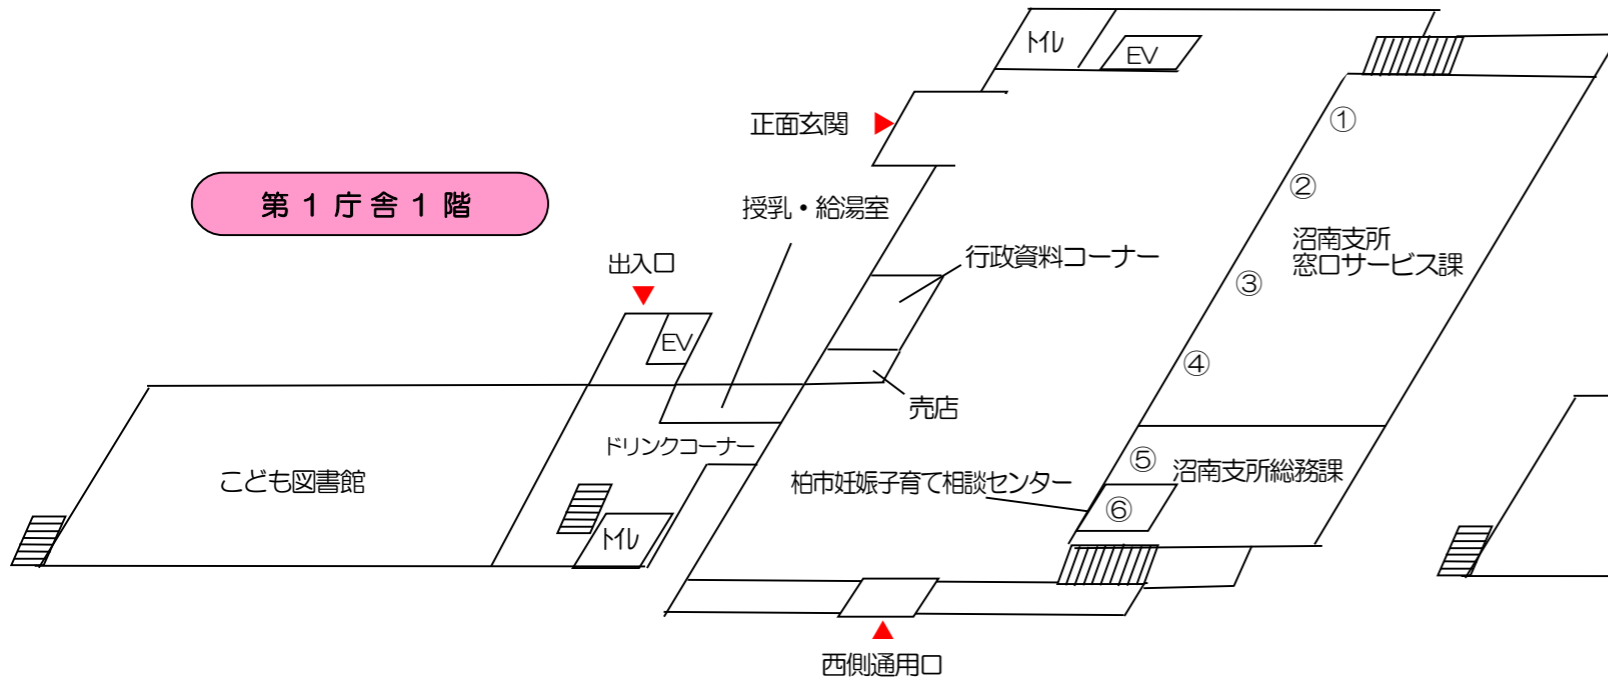 トイレ
EV
正面玄関
①
第1庁舎1階
②
授乳・給湯室
沼南支所
窓口サービス課
行政資料コーナー
出入口
③
EV
④
売店
ドリンクコーナー
こども図書館
⑤
沼南支所総務課
柏市妊娠子育て相談センター
⑥
トイレ
西側通用口